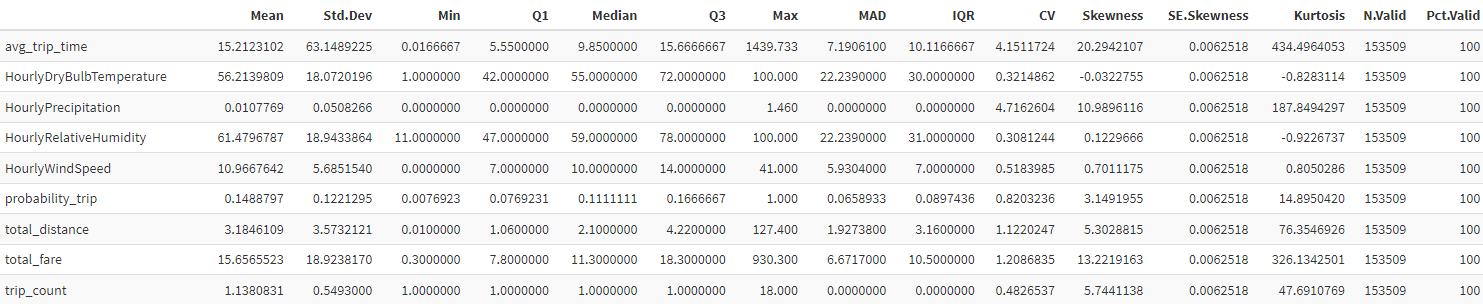 Mean Std.Dev Min Q1 Median Q3 Max MAD IQR CV Skewness SE.Skewness Kurtosis N.Valid Pct.Valid
avg_trip_time 15.2123102 63.1489225 0.0166667 5.5500000 9.8500000 15.6666667 1439.733 7.1906100 10.1166667 4.1511724 20.2942107 0.0062518 434.4964053 153509 100
HourlyDryBulbTemperature 56.2139809 18.0720196 1.0000000 42.0000000 55.0000000 72.0000000 100.000 22.2390000 30.0000000 0.3214862 -0.0322755 0.0062518 -0.8283114 153509 100
HourlyPrecipitation 0.0107769 0.0508266 0.0000000 0.0000000 0.0000000 0.0000000 1.460 0.0000000 0.0000000 4.7162604 10.9896116 0.0062518 187.8494297 153509 100
HourlyRelativeHumidity 61.4796787 18.9433864 11.0000000 47.0000000 59.0000000 78.0000000 100.000 22.2390000 31.0000000 0.3081244 0.1229666 0.0062518 -0.9226737 153509 100
HourlyWindSpeed 10.9667642 5.6851540 0.0000000 7.0000000 10.0000000 14.0000000 41.000 5.9304000 7.0000000 0.5183985 0.7011175 0.0062518 0.8050286 153509 100
probability_trip 0.1488797 0.1221295 0.0076923 0.0769231 0.1111111 0.1666667 1.000 0.0658933 0.0897436 0.8203236 3.1491955 0.0062518 14.8950420 153509 100
total_distance 3.1846109 3.5732121 0.0100000 1.0600000 2.1000000 4.2200000 127.400 1.9273800 3.1600000 1.1220247 5.3028815 0.0062518 76.3546926 153509 100
total_fare 15.6565523 18.9238170 0.3000000 7.8000000 11.3000000 18.3000000 930.300 6.6717000 10.5000000 1.2086835 13.2219163 0.0062518 326.1342501 153509 100
trip_count 1.1380831 0.5493000 1.0000000 1.0000000 1.0000000 1.0000000 18.000 0.0000000 0.0000000 0.4826537 5.7441138 0.0062518 47.6910769 153509 100